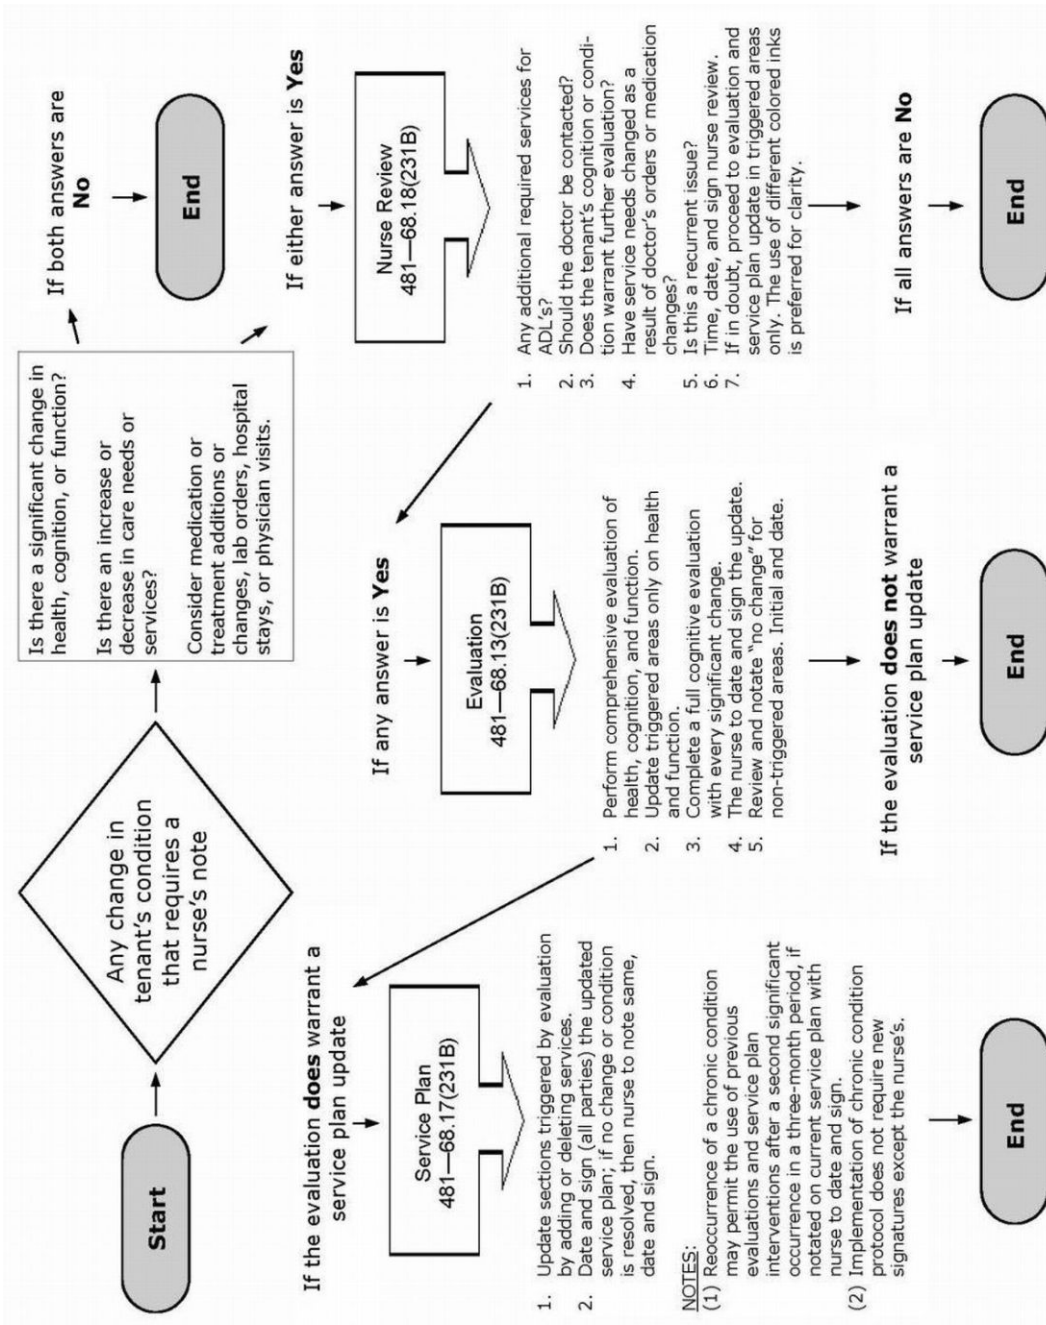 Start
Any change in
tenant's condition
that requires a
nurse's note
Is there a significant change in
health, cognition, or function?
Is there an increase or
decrease in care needs or
services?
Consider medication or
treatment additions or
changes, lab orders, hospital
stays, or physician visits.
If both answers are
No
End
If either answer is Yes
Nurse Review
481—68.18(231B)
1. Any additional required services for
ADL's?
2. Should the doctor be contacted?
3. Does the tenant's cognition or condi-
tion warrant further evaluation?
4. Have service needs changed as a
result of doctor's orders or medication
changes?
5. Is this a recurrent issue?
6. Time, date, and sign nurse review.
7. If in doubt, proceed to evaluation and
service plan update in triggered areas
only. The use of different colored inks
is preferred for clarity.
If all answers are No
End
If any answer is Yes
Evaluation
481—68.13(231B)
1. Perform comprehensive evaluation of
health, cognition, and function.
2. Update triggered areas only on health
and function.
3. Complete a full cognitive evaluation
with every significant change.
4. The nurse to date and sign the update.
5. Review and notate "no change" for
non-triggered areas. Initial and date.
If the evaluation does not warrant a
service plan update
End
If the evaluation does warrant a
service plan update
Service Plan
481—68.17(231B)
1. Update sections triggered by evaluation
by adding or deleting services.
2. Date and sign (all parties) the updated
service plan; if no change or condition
is resolved, then nurse to note same,
date and sign.
NOTES:
(1) Reoccurrence of a chronic condition
may permit the use of previous
evaluations and service plan
interventions after a second significant
occurrence in a three-month period, if
notated on current service plan with
nurse to date and sign.
(2) Implementation of chronic condition
protocol does not require new
signatures except the nurse's.
End